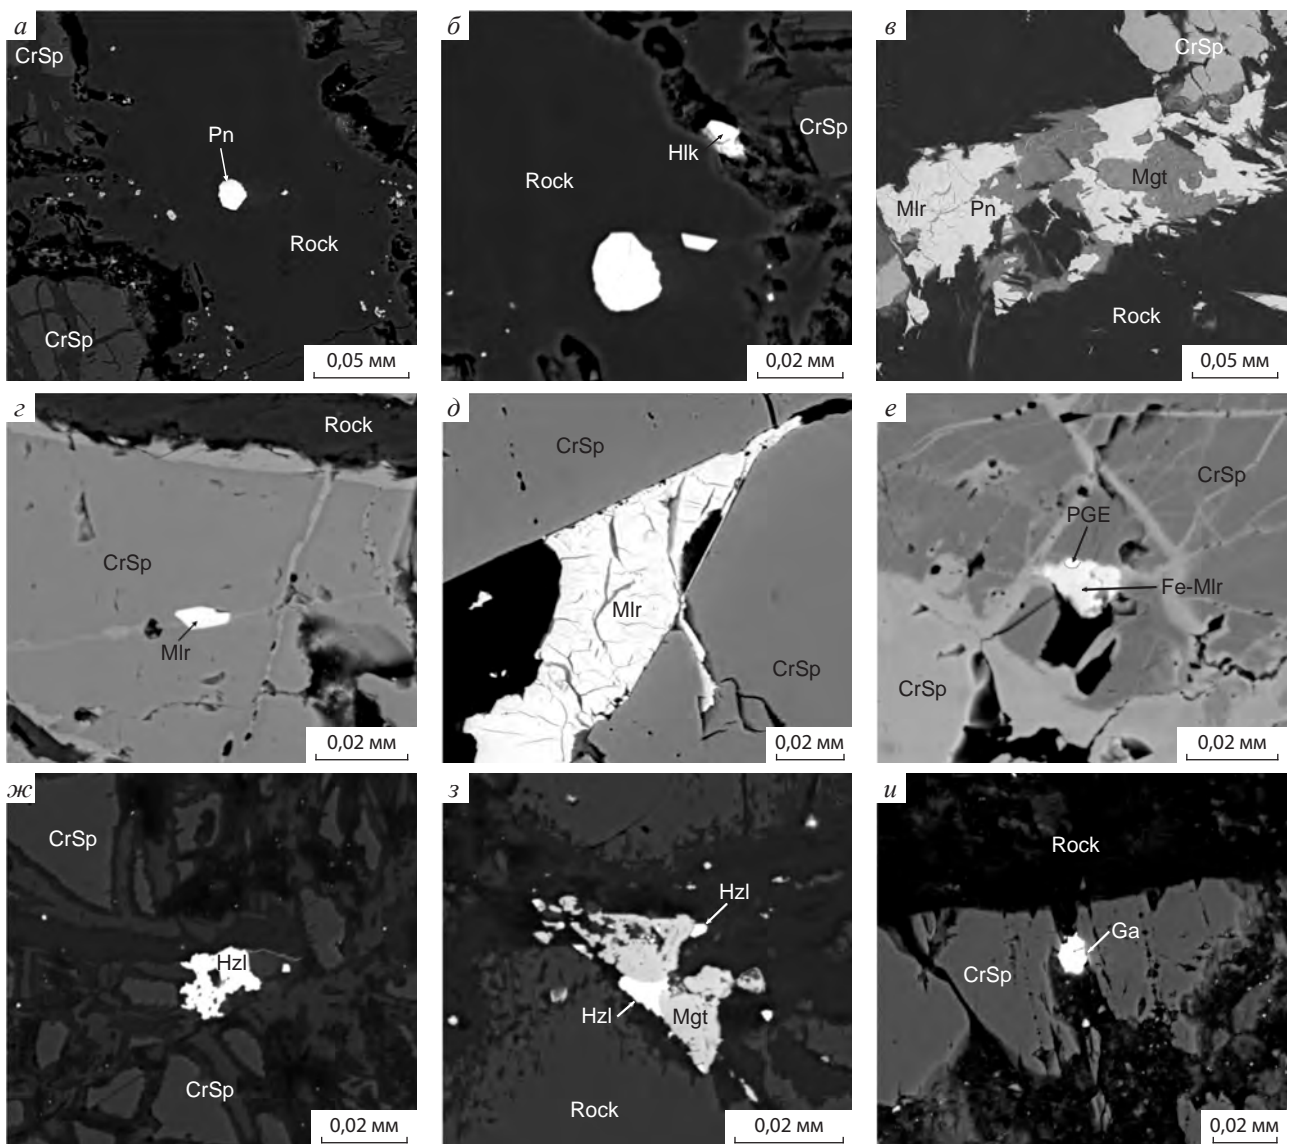 а
CrSp
Pn
Rock
CrSp
0,05 мм
б
CrSp
Hlk
Rock
0,02 мм
в
CrSp
Mgt
Mlr
Pn
Rock
0,05 мм
г
Rock
CrSp
Mlr
0,02 мм
д
CrSp
Mlr
CrSp
0,02 мм
е
CrSp
PGE
Fe-Mlr
CrSp
0,02 мм
ж
CrSp
Hzl
CrSp
0,02 мм
з
Hzl
Hzl
Mgt
Rock
0,02 мм
и
Rock
Ga
CrSp
0,02 мм